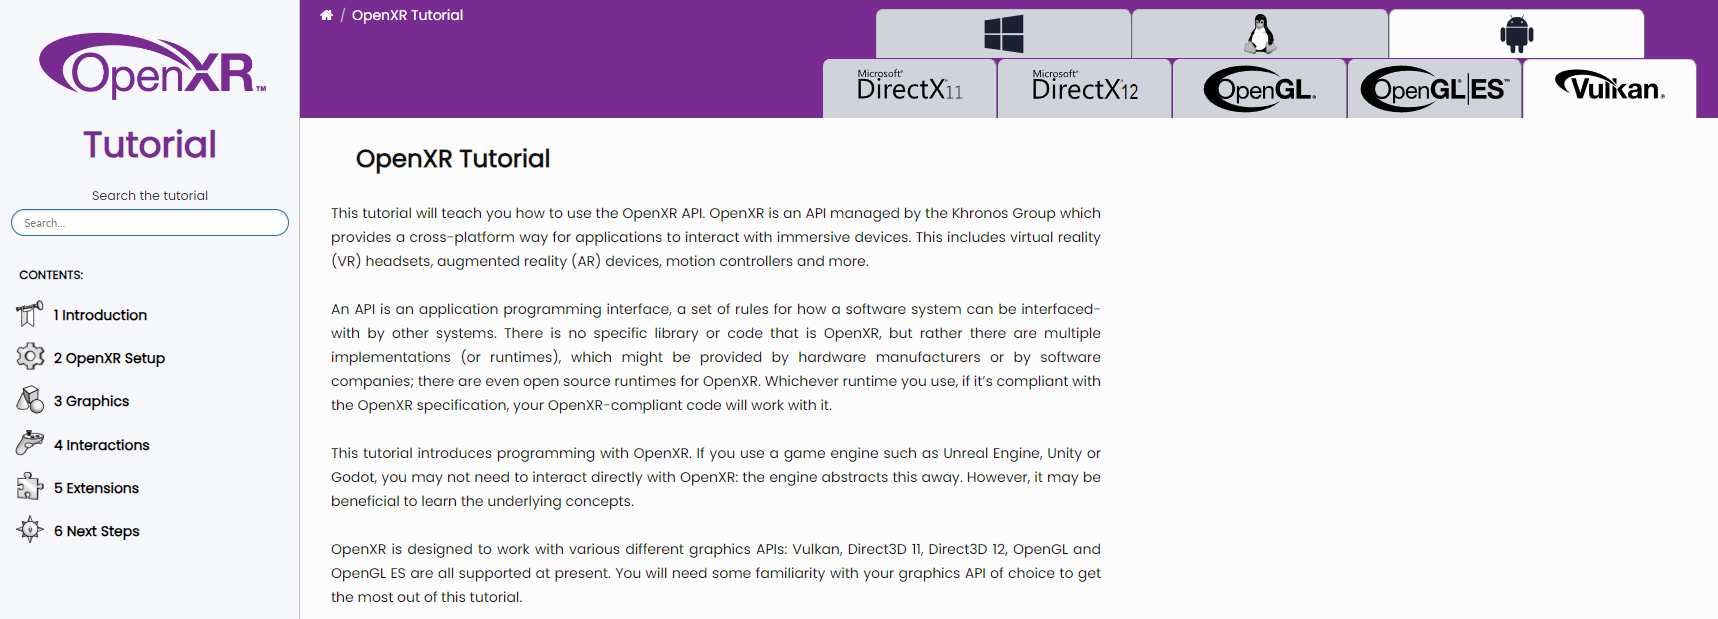 OpenXR™
Tutorial
Search the tutorial
Search...
CONTENTS:
1 Introduction
2 OpenXR Setup
3 Graphics
4 Interactions
5 Extensions
6 Next Steps
/ OpenXR Tutorial
Microsoft® DirectX 11
Microsoft® DirectX® 12
OpenGL®
OpenGL|ES™
Vulkan®
OpenXR Tutorial
This tutorial will teach you how to use the OpenXR API. OpenXR is an API managed by the Khronos Group which
provides a cross-platform way for applications to interact with immersive devices. This includes virtual reality
(VR) headsets, augmented reality (AR) devices, motion controllers and more.
An API is an application programming interface, a set of rules for how a software system can be interfaced-
with by other systems. There is no specific library or code that is OpenXR, but rather there are multiple
implementations (or runtimes), which might be provided by hardware manufacturers or by software
companies; there are even open source runtimes for OpenXR. Whichever runtime you use, if it's compliant with
the OpenXR specification, your OpenXR-compliant code will work with it.
This tutorial introduces programming with OpenXR. If you use a game engine such as Unreal Engine, Unity or
Godot, you may not need to interact directly with OpenXR: the engine abstracts this away. However, it may be
beneficial to learn the underlying concepts.
OpenXR is designed to work with various different graphics APIs: Vulkan, Direct3D 11, Direct3D 12, OpenGL and
OpenGL ES are all supported at present. You will need some familiarity with your graphics API of choice to get
the most out of this tutorial.